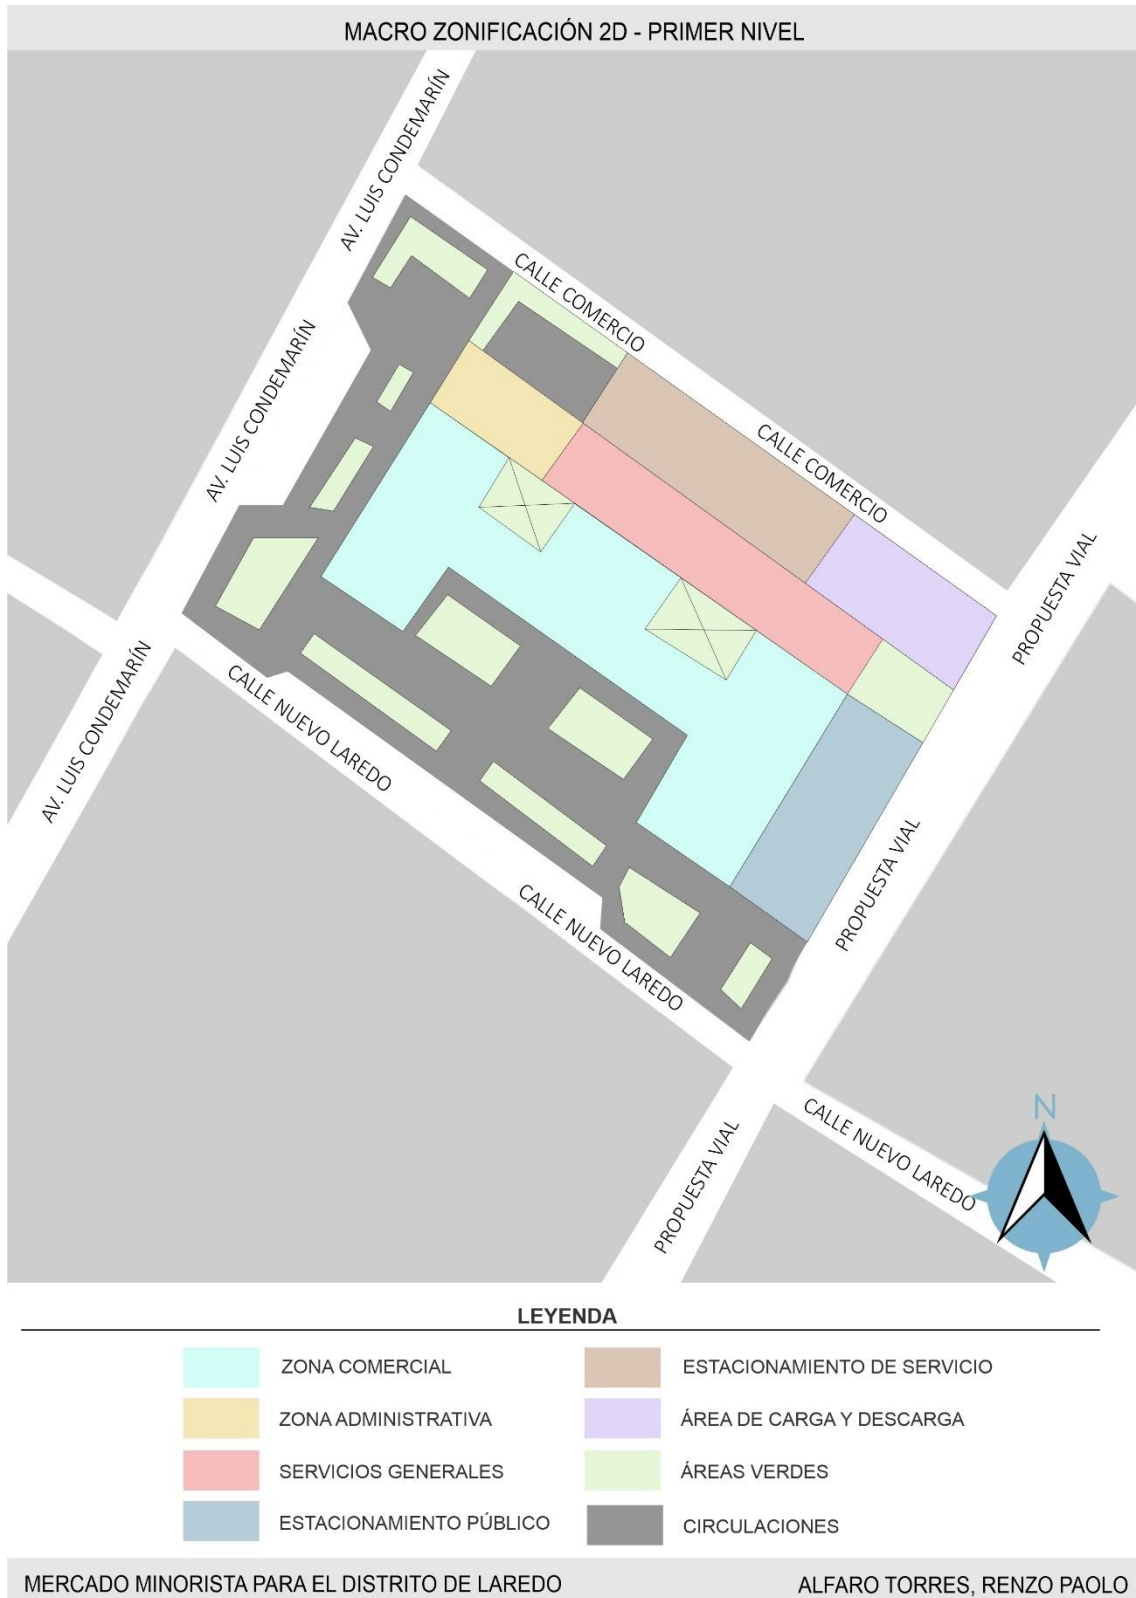 MACRO ZONIFICACIÓN 2D - PRIMER NIVEL
AV. LUIS CONDEMARÍN
CALLE COMERCIO
AV. LUIS CONDEMARÍN
CALLE COMERCIO
PROPUESTA VIAL
AV. LUIS CONDEMARÍN
CALLE NUEVO LAREDO
PROPUESTA VIAL
CALLE NUEVO LAREDO
PROPUESTA VIAL
CALLE NUEVO LAREDO
N
LEYENDA
ZONA COMERCIAL
ZONA ADMINISTRATIVA
SERVICIOS GENERALES
ESTACIONAMIENTO PÚBLICO
ESTACIONAMIENTO DE SERVICIO
ÁREA DE CARGA Y DESCARGA
ÁREAS VERDES
CIRCULACIONES
MERCADO MINORISTA PARA EL DISTRITO DE LAREDO
ALFARO TORRES, RENZO PAOLO